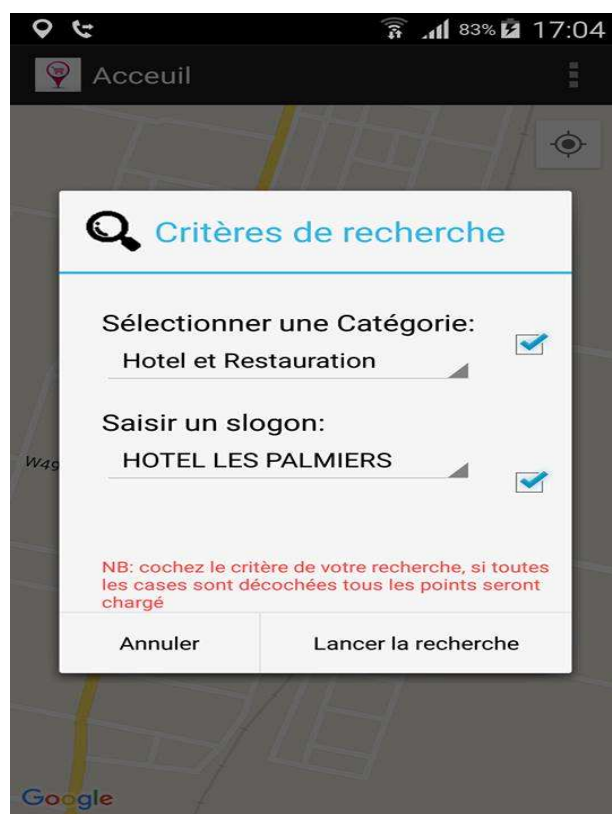 83% 17:04
Acceuil
Critères de recherche
Sélectionner une Catégorie:
Hotel et Restauration
Saisir un slogon:
W49
HOTEL LES PALMIERS
NB: cochez le critère de votre recherche, si toutes
les cases sont décochées tous les points seront
chargé
Annuler
Lancer la recherche
Google